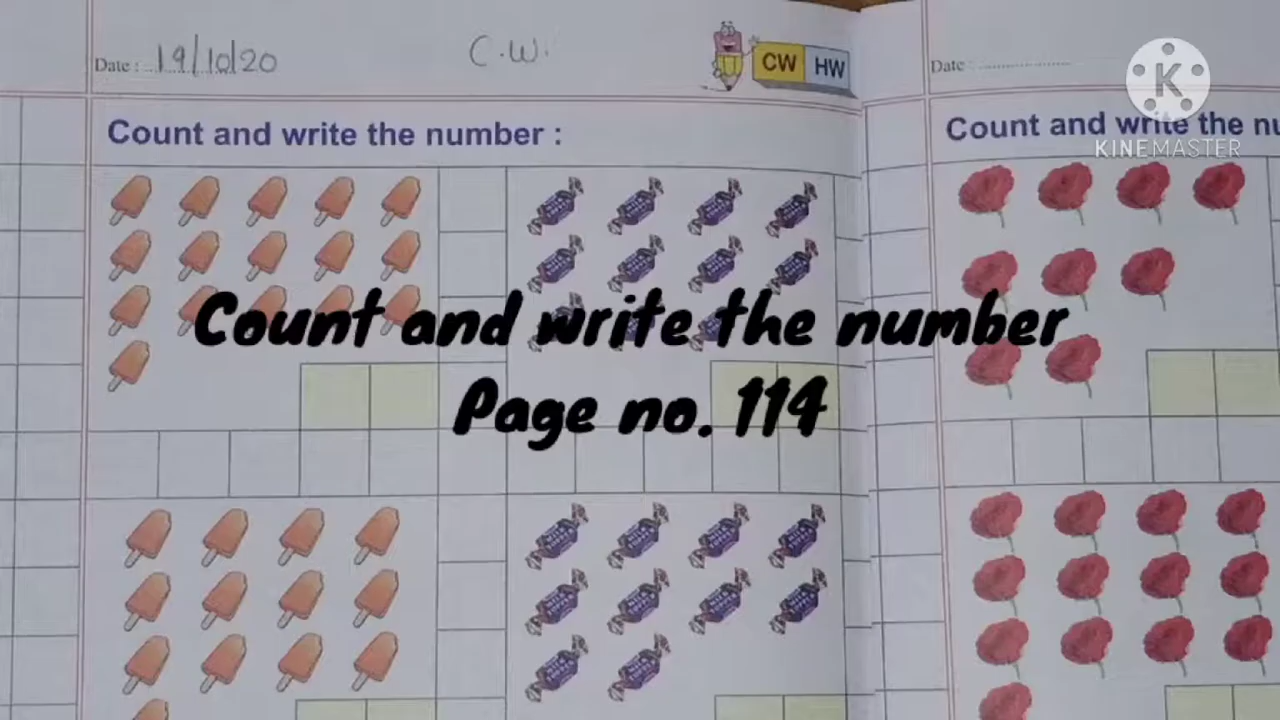 Date : 19/10/20
C.W.
CW HW
Date :
K
KINEMASTER
Count and write the number :
Count and write the nu
Count and write the number
Page no. 114